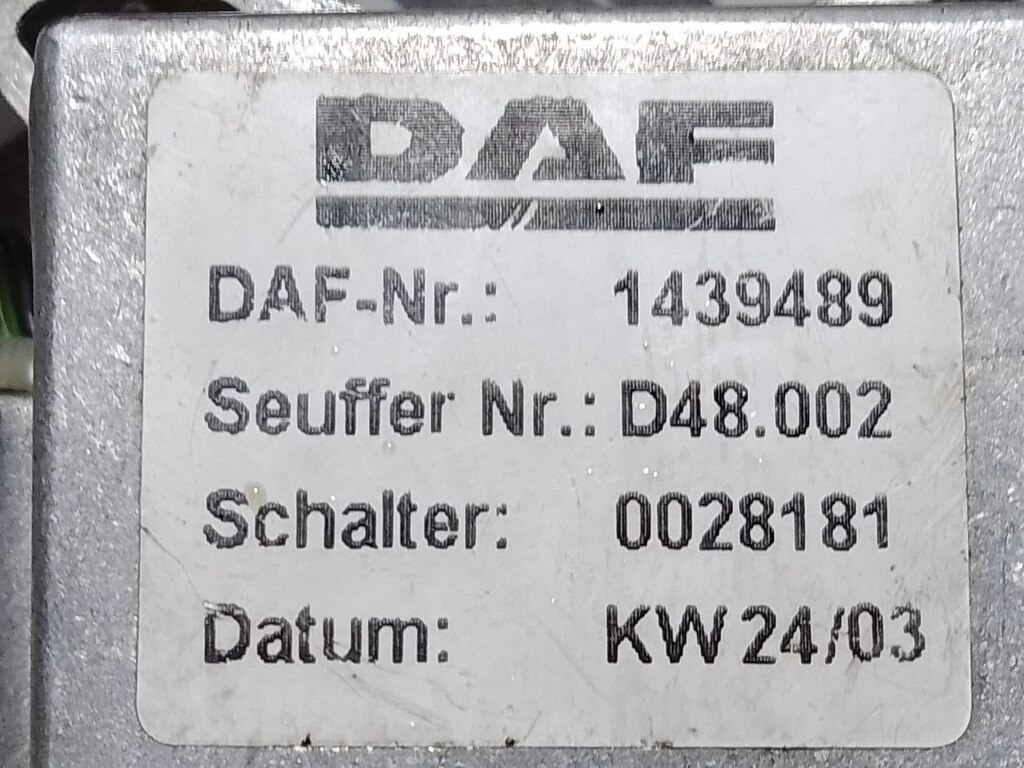 DAF
DAF-Nr.: 1439489
Seuffer Nr.: D48.002
Schalter: 0028181
Datum: KW 24/03